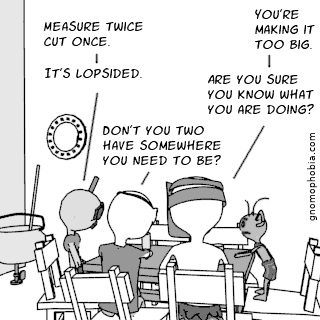 MEASURE TWICE
CUT ONCE.
IT'S LOPSIDED.
YOU'RE
MAKING IT
TOO BIG.
ARE YOU SURE
YOU KNOW WHAT
YOU ARE DOING?
DON'T YOU TWO
HAVE SOMEWHERE
YOU NEED TO BE?
gnomophobia.com